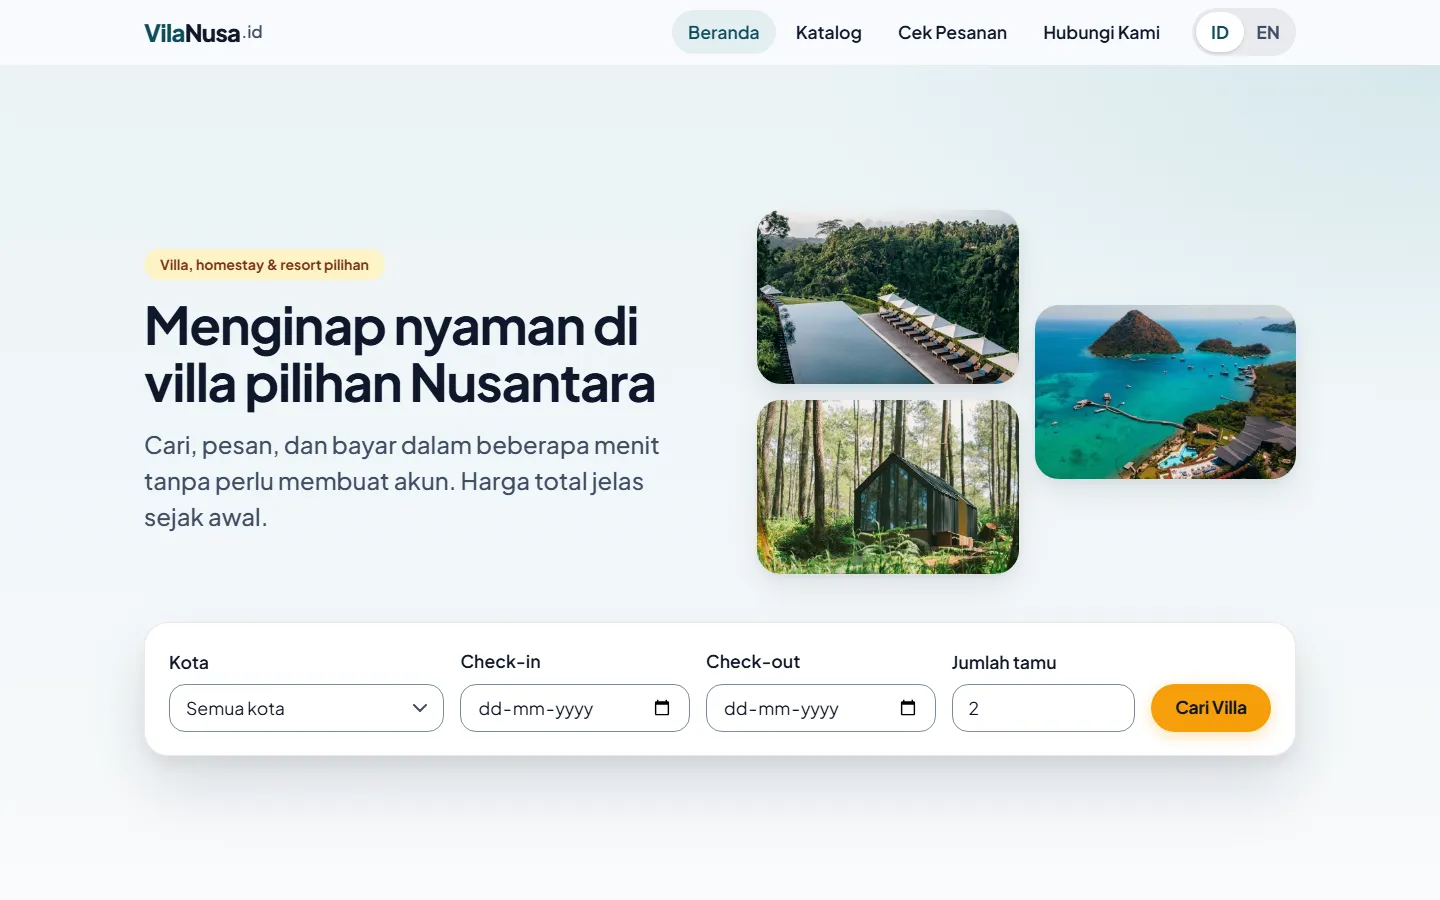 VilaNusa.id
Beranda
Katalog
Cek Pesanan
Hubungi Kami
ID
EN
Villa, homestay & resort pilihan
Menginap nyaman di
villa pilihan Nusantara
Cari, pesan, dan bayar dalam beberapa menit
tanpa perlu membuat akun. Harga total jelas
sejak awal.
Kota
Semua kota
Check-in
dd-mm-yyyy
Check-out
dd-mm-yyyy
Jumlah tamu
2
Cari Villa